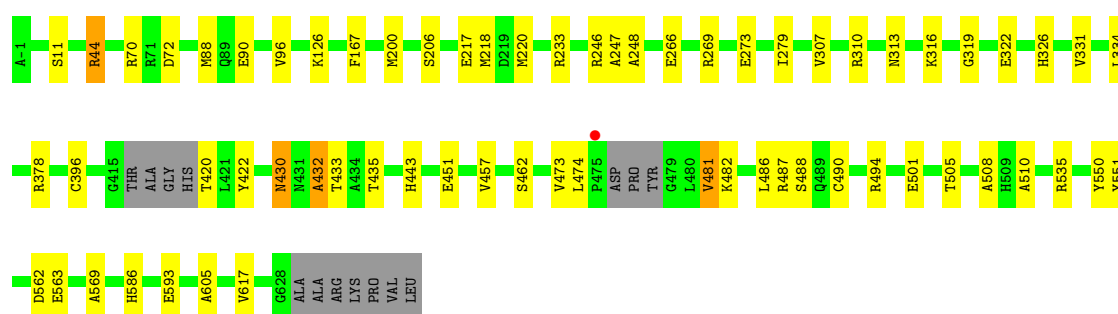 A-1 S11 R44 R70 R71 D72 M88 Q89 E90 V96 K126 F167 M200 S206 E217 M218 D219 M220 R233 R246 A247 A248 E266 R269 E273 I279 V307 R310 N313 K316 G319 E322 H326 V331 L334
R378 C396 G415 THR ALA GLY HIS T420 L421 Y422 N430 N431 A432 T433 A434 T435 H443 E451 V457 S462 V473 L474 P475 ASP PRO TYR G479 L480 V481 K482 L486 R487 S488 Q489 C490 R494 E501 T505 A508 H509 A510 R535 Y550 Y551
D562 E563 A569 H586 E593 A605 V617 G628 ALA ALA ARG LYS PRO VAL LEU